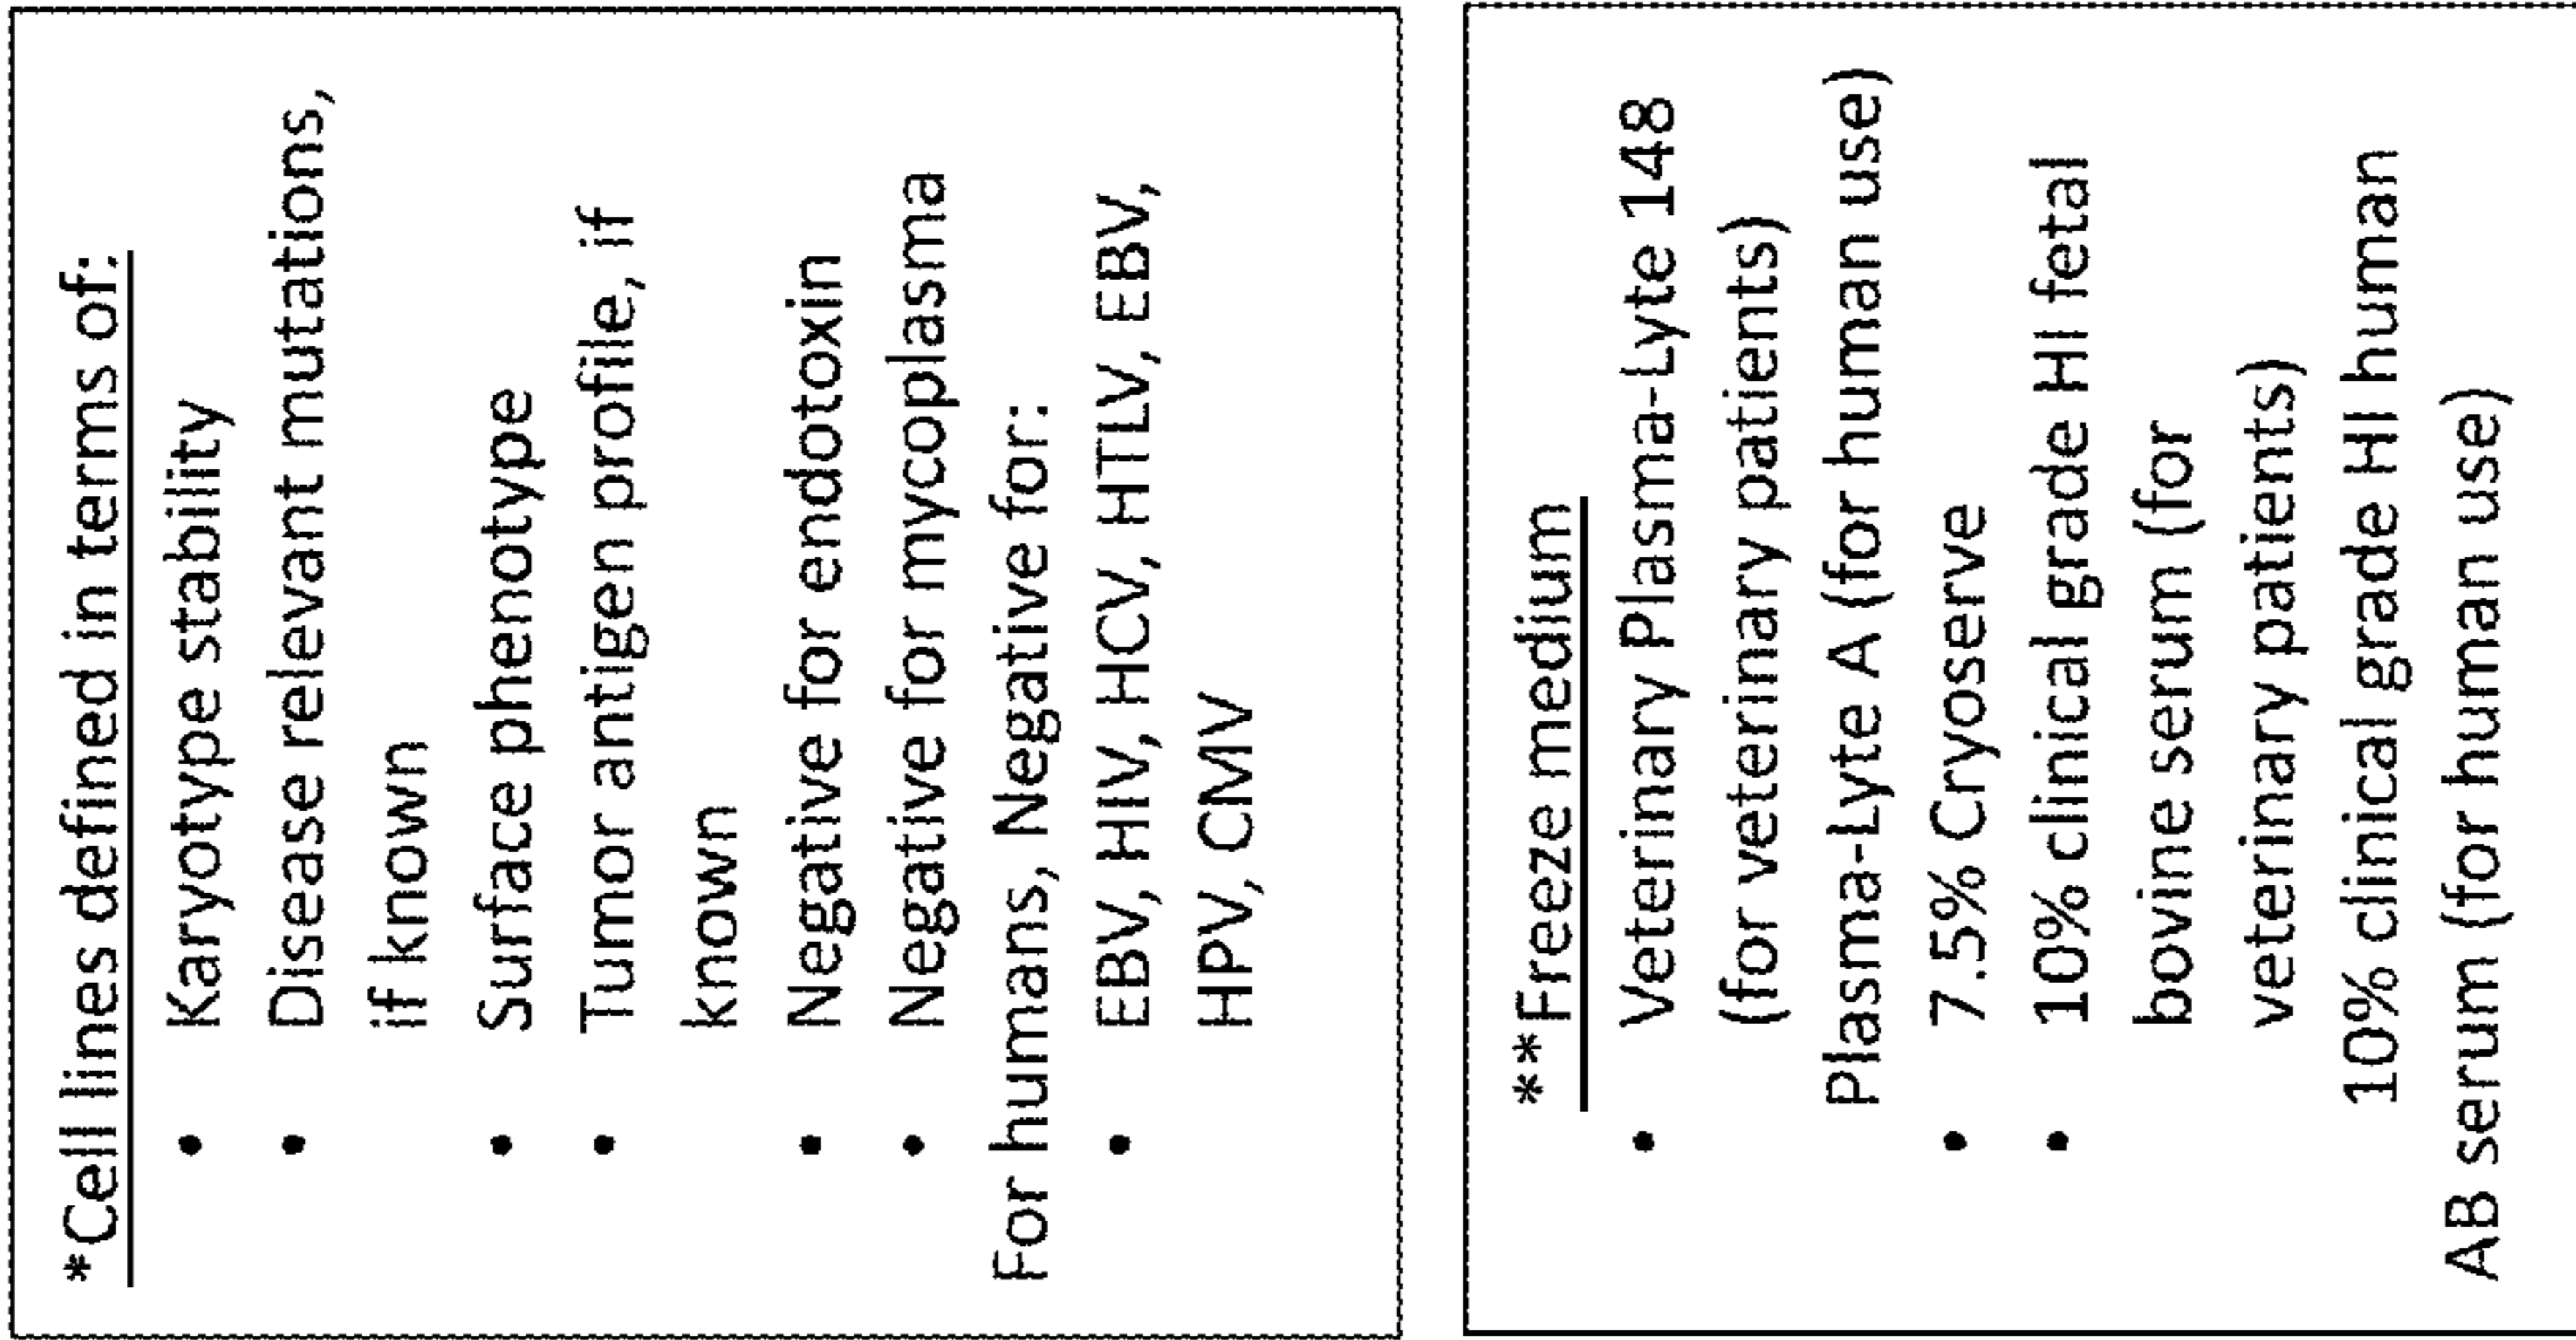 *Cell lines defined in terms of:
• Karyotype stability
• Disease relevant mutations,
if known
• Surface phenotype
• Tumor antigen profile, if
known
• Negative for endotoxin
• Negative for mycoplasma
For humans, Negative for:
• EBV, HIV, HCV, HTLV, EBV,
HPV, CMV
**Freeze medium
• Veterinary Plasma-Lyte 148
(for veterinary patients)
Plasma-Lyte A (for human use)
• 7.5% Cryoserve
• 10% clinical grade HI fetal
bovine serum (for
veterinary patients)
10% clinical grade HI human
AB serum (for human use)